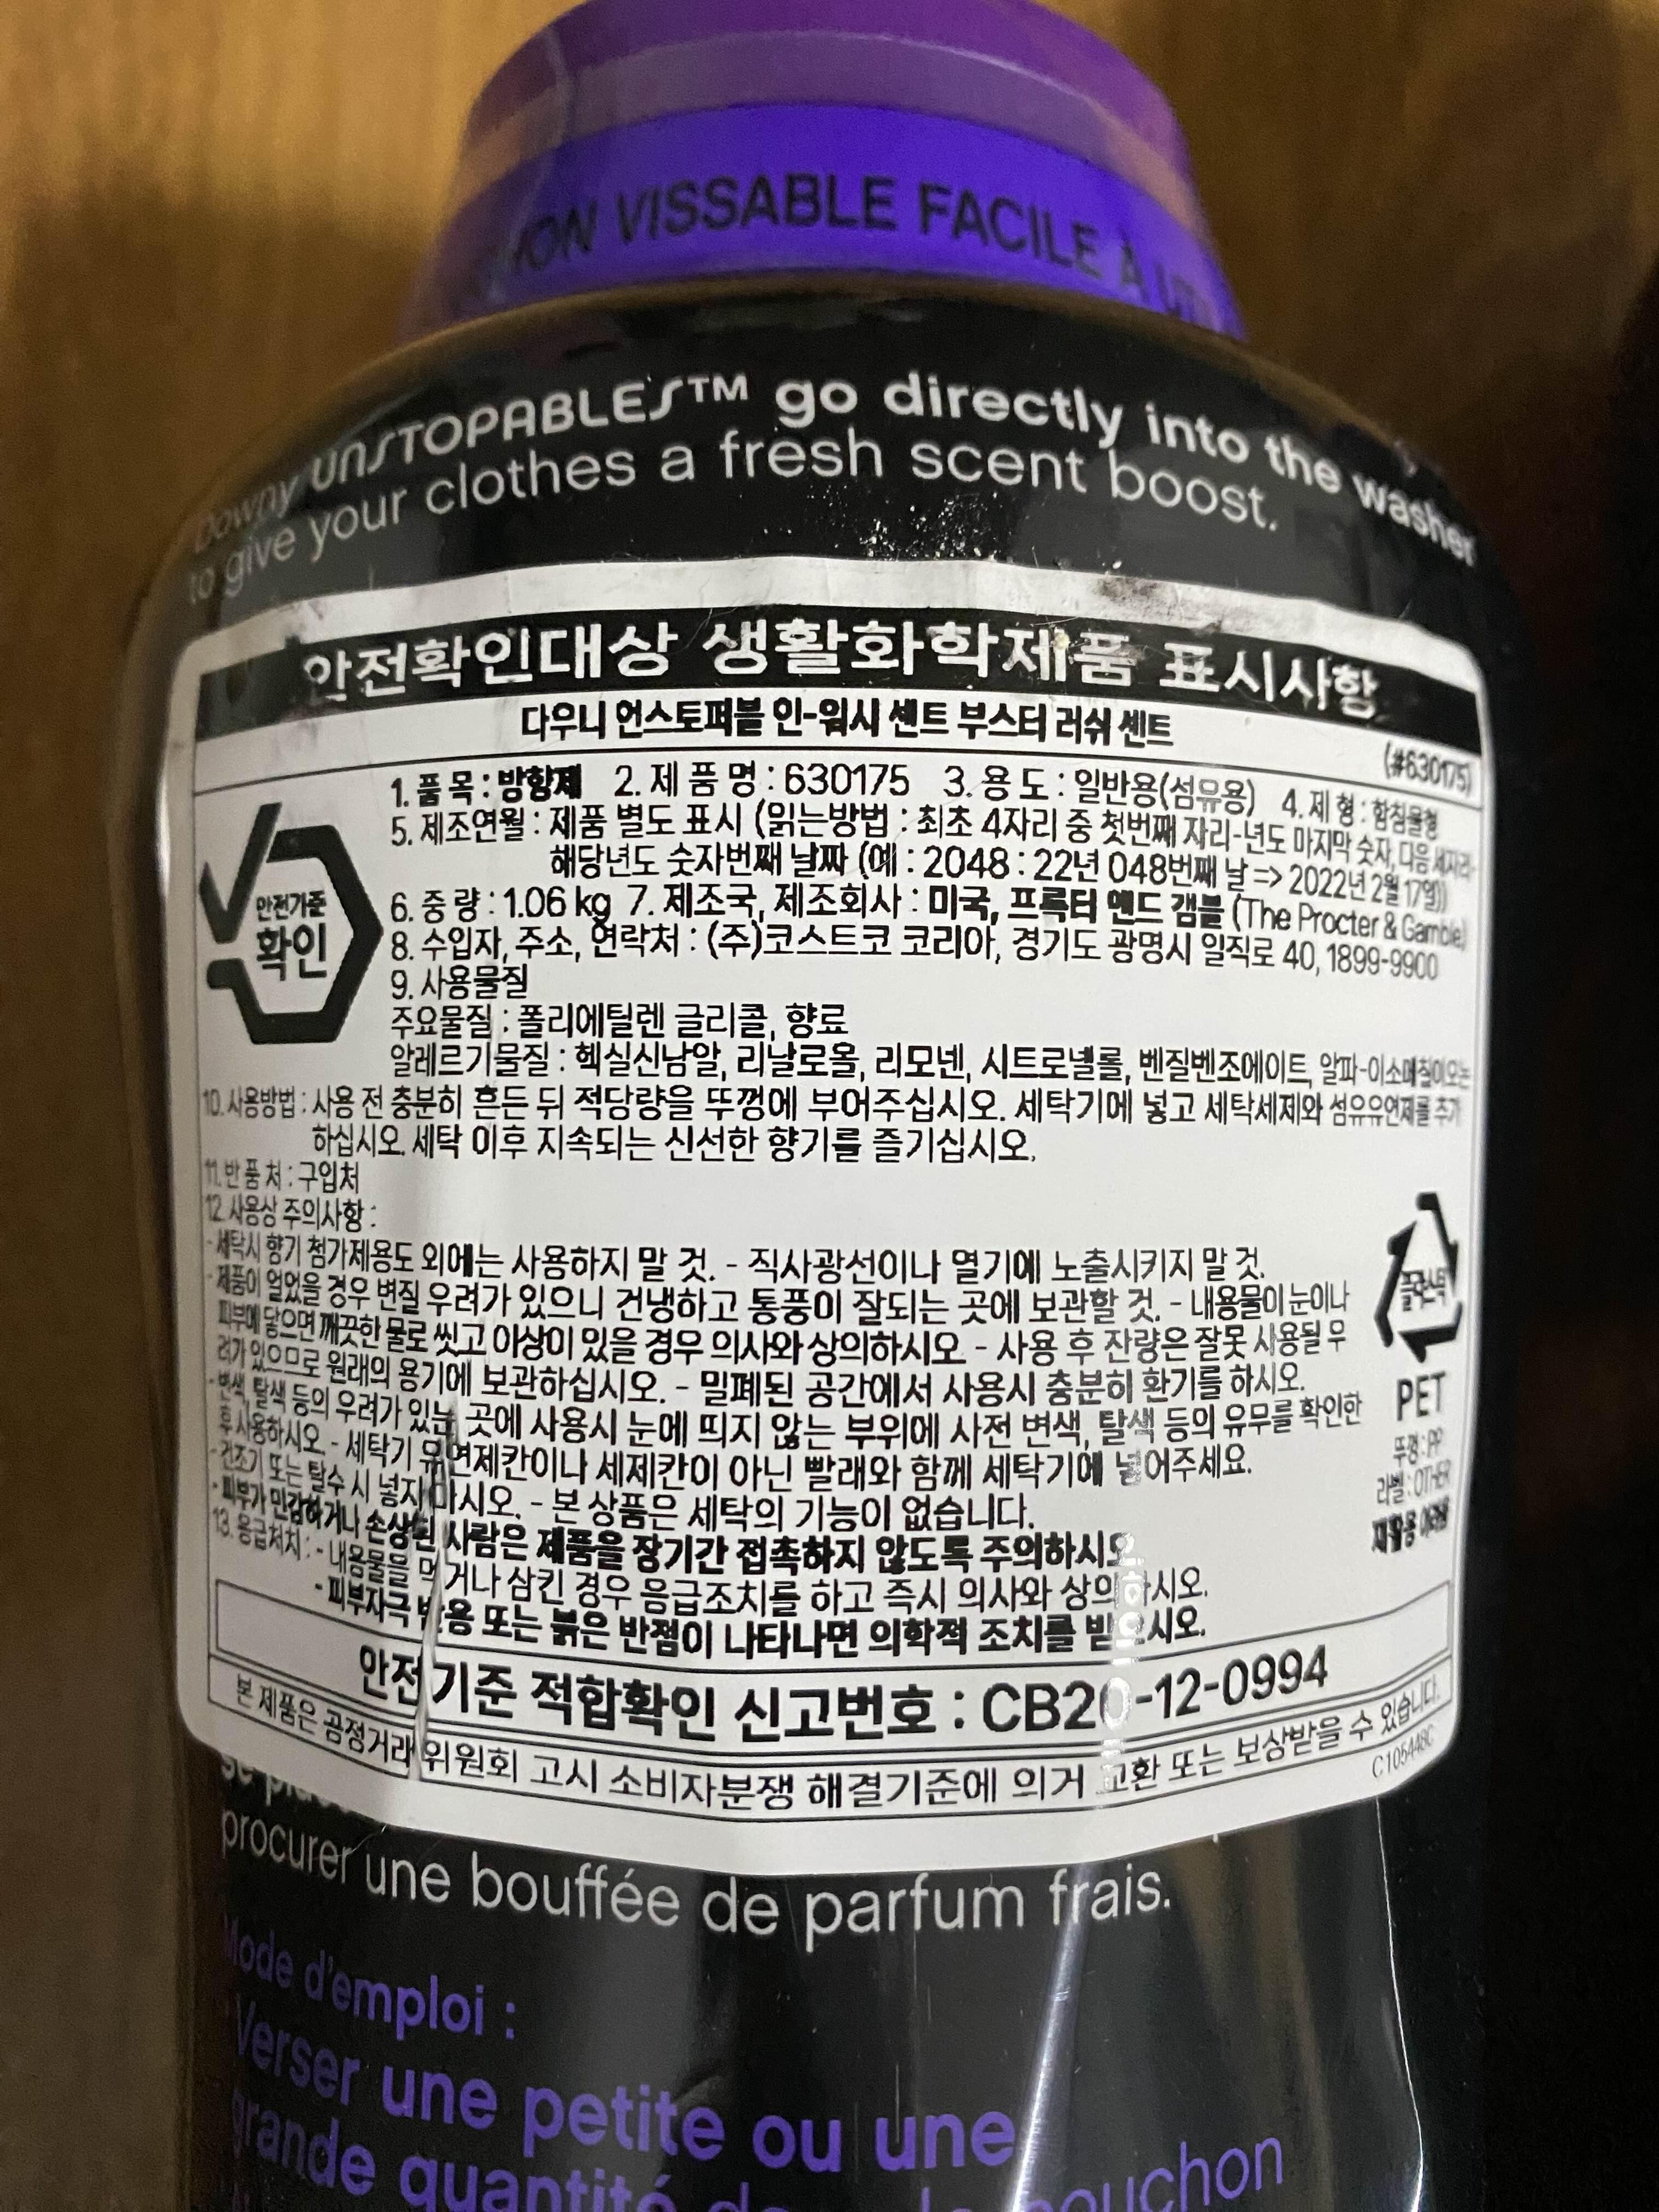 VISSABLE FACILE À
Downy UNSTOPABLES™ go directly into the washer
to give your clothes a fresh scent boost.
안전확인대상 생활화학제품 표시사항
다우니 언스토퍼블 인-워시 센트 부스터 러쉬 센트
(#630175)
1. 품 목 : 방향제 2. 제 품 명 : 630175 3. 용 도 : 일반용(섬유용) 4. 제 형 : 함침물형
5. 제조연월 : 제품 별도 표시 (읽는방법 : 최초 4자리 중 첫번째 자리-년도 마지막 숫자, 다음 세자리-
해당년도 숫자번째 날짜 (예 : 2048 : 22년 048번째 날 => 2022년 2월 17일))
안전기준
확인
6. 중 량 : 1.06 kg 7. 제조국, 제조회사 : 미국, 프록터 앤드 갬블 (The Procter & Gamble)
8. 수입자, 주소, 연락처 : (주)코스트코 코리아, 경기도 광명시 일직로 40, 1899-9900
9. 사용물질
주요물질 : 폴리에틸렌 글리콜, 향료
알레르기물질 : 헥실신남알, 리날로올, 리모넨, 시트로넬롤, 벤질벤조에이트, 알파-이소메칠이오논
10. 사용방법 : 사용 전 충분히 흔든 뒤 적당량을 뚜껑에 부어주십시오. 세탁기에 넣고 세탁세제와 섬유유연제를 추가
하십시오. 세탁 이후 지속되는 신선한 향기를 즐기십시오.
11. 반 품 처 : 구입처
12. 사용상 주의사항 :
- 세탁시 향기 첨가제용도 외에는 사용하지 말 것. - 직사광선이나 열기에 노출시키지 말 것.
- 제품이 얼었을 경우 변질 우려가 있으니 건냉하고 통풍이 잘되는 곳에 보관할 것. - 내용물이 눈이나
피부에 닿으면 깨끗한 물로 씻고 이상이 있을 경우 의사와 상의하시오. - 사용 후 잔량은 잘못 사용될 우
려가 있으므로 원래의 용기에 보관하십시오. - 밀폐된 공간에서 사용시 충분히 환기를 하시오.
- 변색, 탈색 등의 우려가 있는 곳에 사용시 눈에 띄지 않는 부위에 사전 변색, 탈색 등의 유무를 확인한
후 사용하시오. - 세탁기 유연제칸이나 세제칸이 아닌 빨래와 함께 세탁기에 넣어주세요.
- 건조기 또는 탈수 시 넣지 마시오. - 본 상품은 세탁의 기능이 없습니다.
- 피부가 민감하거나 손상된 사람은 제품을 장기간 접촉하지 않도록 주의하시오.
13. 응급처치 : - 내용물을 먹거나 삼킨 경우 응급조치를 하고 즉시 의사와 상의하시오.
- 피부자극 반응 또는 붉은 반점이 나타나면 의학적 조치를 받으시오.
플라스틱
PET
뚜껑 : PP
라벨 : OTHER
재활용 어려움
안전기준 적합확인 신고번호 : CB20-12-0994
본 제품은 공정거래위원회 고시 소비자분쟁 해결기준에 의거 교환 또는 보상받을 수 있습니다.
C105448C
procurer une bouffée de parfum frais.
Mode d'emploi :
Verser une petite ou une
grande quantité